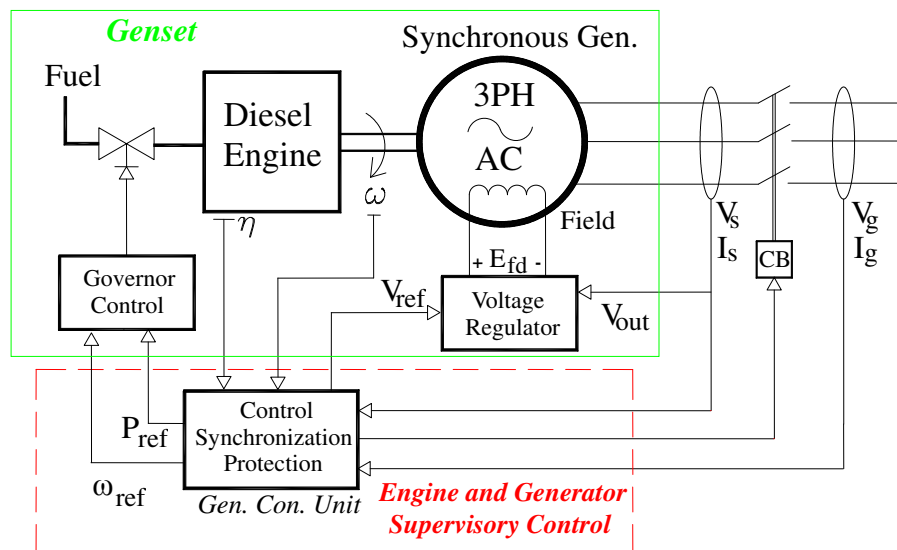 Genset
Synchronous Gen.
Fuel
Diesel
Engine
3PH
AC
ω
η
Field
+ Efd -
Governor
Control
Vref
Voltage
Regulator
Vout
Vs
Is
CB
Vg
Ig
Pref
ωref
Control
Synchronization
Protection
Gen. Con. Unit
Engine and Generator
Supervisory Control